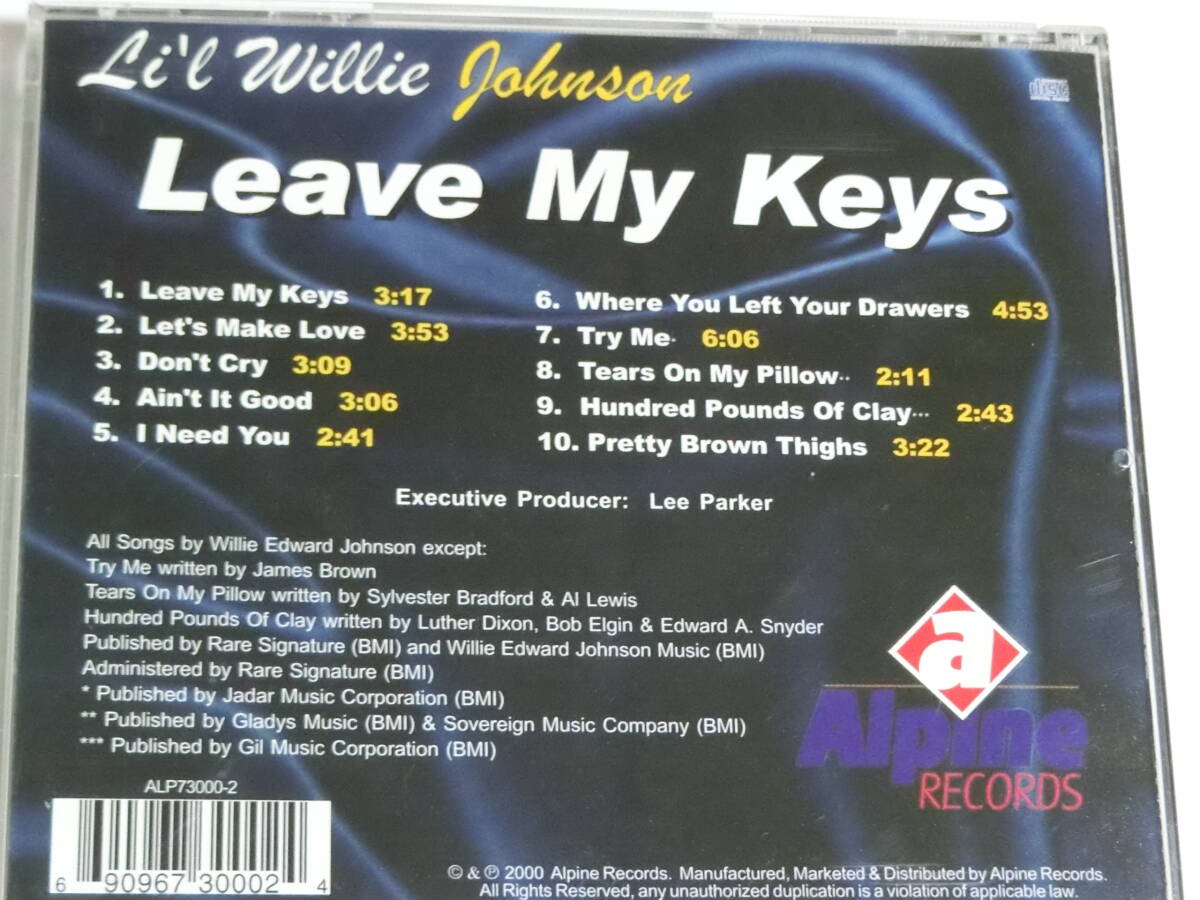 Li'l Willie Johnson
disc
Leave My Keys
1. Leave My Keys 3:17
2. Let's Make Love 3:53
3. Don't Cry 3:09
4. Ain't It Good 3:06
5. I Need You 2:41
6. Where You Left Your Drawers 4:53
7. Try Me* 6:06
8. Tears On My Pillow** 2:11
9. Hundred Pounds Of Clay*** 2:43
10. Pretty Brown Thighs 3:22
Executive Producer: Lee Parker
All Songs by Willie Edward Johnson except:
Try Me written by James Brown
Tears On My Pillow written by Sylvester Bradford & Al Lewis
Hundred Pounds Of Clay written by Luther Dixon, Bob Elgin & Edward A. Snyder
Published by Rare Signature (BMI) and Willie Edward Johnson Music (BMI)
Administered by Rare Signature (BMI)
* Published by Jadar Music Corporation (BMI)
** Published by Gladys Music (BMI) & Sovereign Music Company (BMI)
*** Published by Gil Music Corporation (BMI)
a
Alpine
RECORDS
ALP73000-2
6 90967 30002 4
© & ℗ 2000 Alpine Records. Manufactured, Marketed & Distributed by Alpine Records.
All Rights Reserved, any unauthorized duplication is a violation of applicable law.